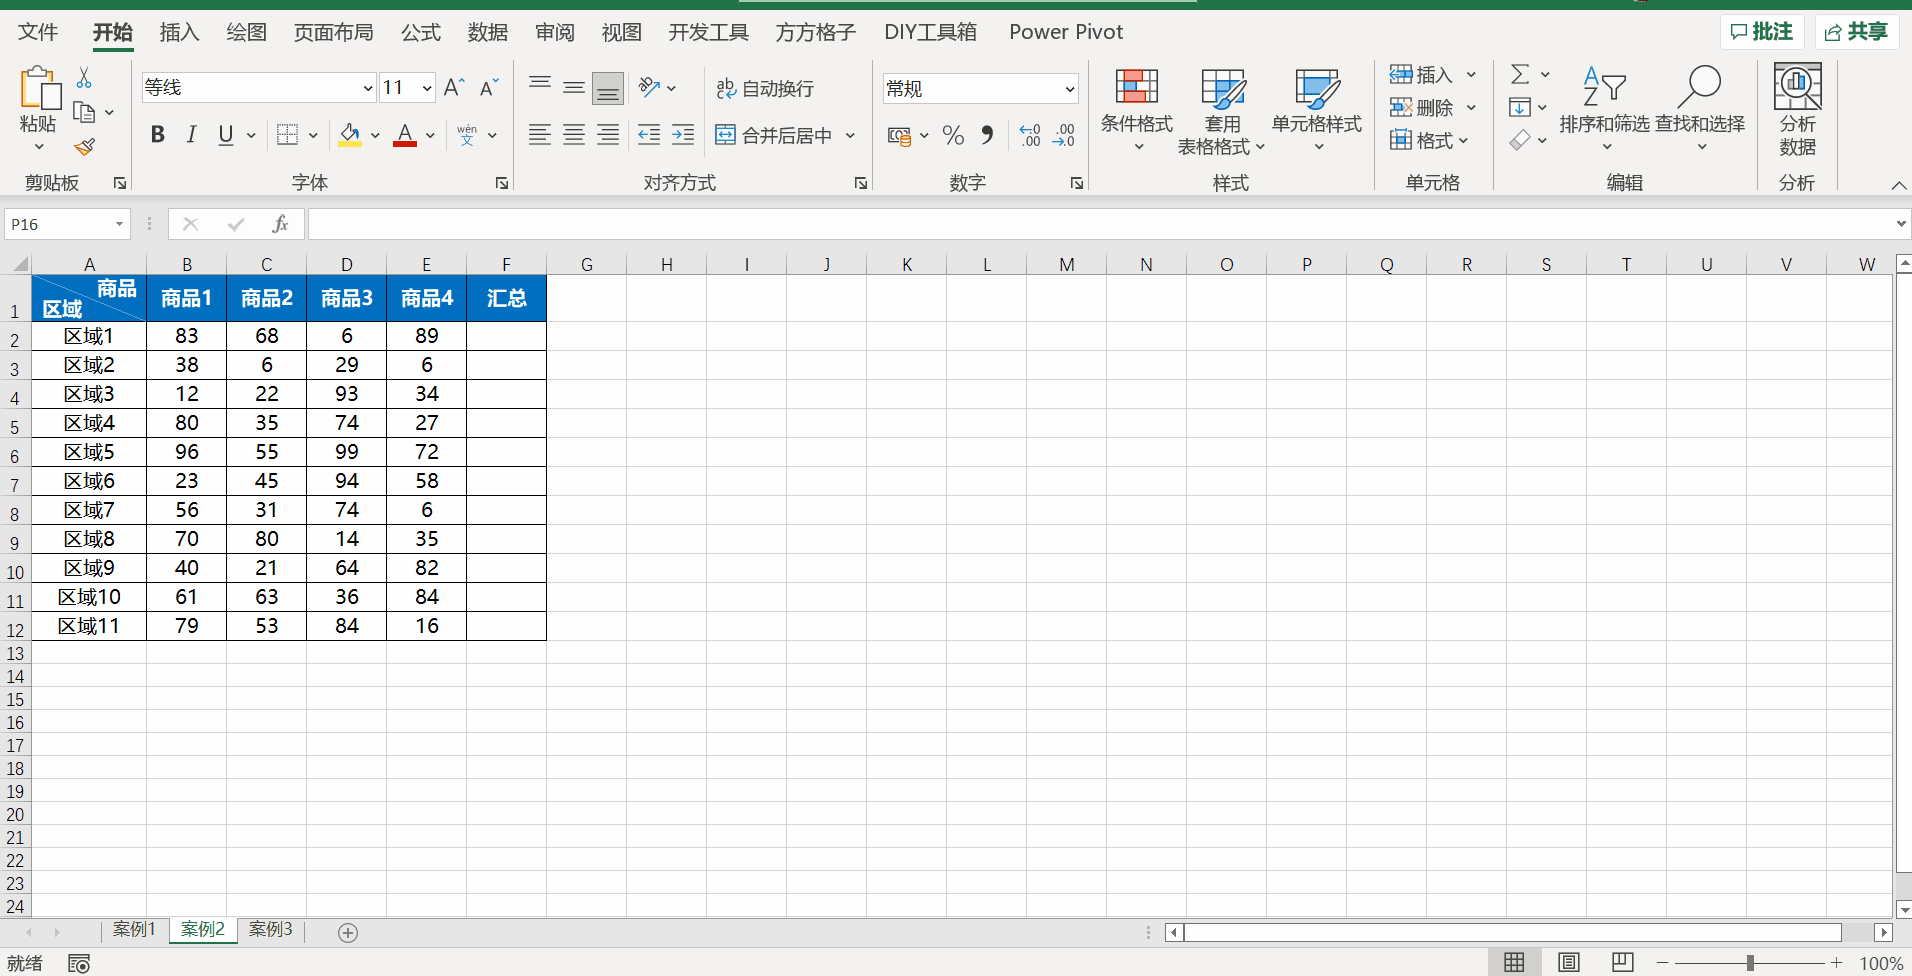 文件 开始 插入 绘图 页面布局 公式 数据 审阅 视图 开发工具 方方格子 DIY工具箱 Power Pivot 批注 共享
等线 11 自动换行 常规 插入
粘贴 条件格式 套用 单元格样式 删除 排序和筛选 查找和选择 分析
B I U wén 文 合并后居中 % 表格格式 格式 数据
剪贴板 字体 对齐方式 数字 样式 单元格 编辑 分析
P16 fx
A B C D E F G H I J K L M N O P Q R S T U V W
商品
1 区域 商品1 商品2 商品3 商品4 汇总
2 区域1 83 68 6 89
3 区域2 38 6 29 6
4 区域3 12 22 93 34
5 区域4 80 35 74 27
6 区域5 96 55 99 72
7 区域6 23 45 94 58
8 区域7 56 31 74 6
9 区域8 70 80 14 35
10 区域9 40 21 64 82
11 区域10 61 63 36 84
12 区域11 79 53 84 16
13
14
15
16
17
18
19
20
21
22
23
24
案例1 案例2 案例3
就绪 100%